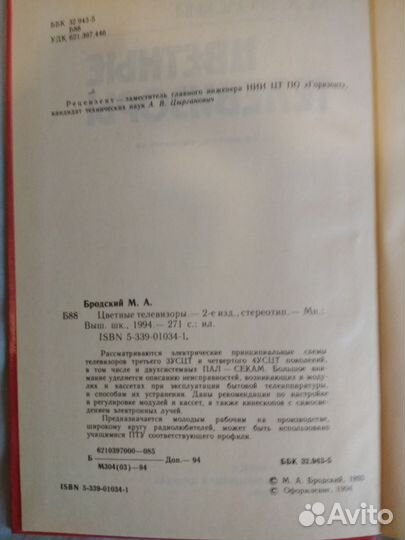 ББК 32.943-5
Б88
УДК 621.397.446
Рецензент — заместитель главного инженера НИИ ЦТ ПО «Горизонт»,
кандидат технических наук А. В. Цырганович
Бродский М. А.
Б88 Цветные телевизоры. — 2-е изд., стереотип. — Мн.:
Выш. шк., 1994. — 271 с.: ил.
ISBN 5-339-01034-1.
Рассматриваются электрические принципиальные схемы
телевизоров третьего 3УСЦТ и четвертого 4УСЦТ поколений,
в том числе и двухсистемных ПАЛ — СЕКАМ. Большое вни-
мание уделяется описанию неисправностей, возникающих в моду-
лях и кассетах при эксплуатации бытовой телеаппаратуры,
и способам их устранения. Даны рекомендации по настройке
и регулировке модулей и кассет, а также кинескопов с самосве-
дением электронных лучей.
Предназначается молодым рабочим на производстве,
широкому кругу радиолюбителей, может быть использовано
учащимися ПТУ соответствующего профиля.
6210397000—085
Б ———— Доп.—94
М304(03)—94
ББК 32.943-5
© М. А. Бродский,
© Оформление, 1994
ISBN 5-339-01034-1
Avito